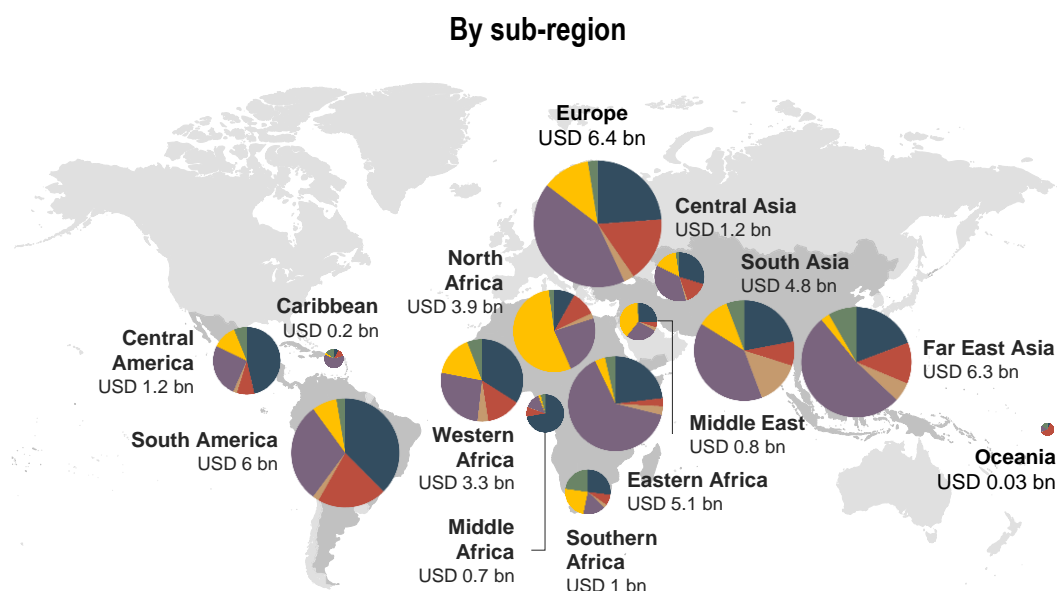 By sub-region
Europe
USD 6.4 bn
Central Asia
USD 1.2 bn
North
Africa
USD 3.9 bn
South Asia
USD 4.8 bn
Caribbean
USD 0.2 bn
Central
America
USD 1.2 bn
Far East Asia
USD 6.3 bn
South America
USD 6 bn
Western
Africa
USD 3.3 bn
Middle East
USD 0.8 bn
Oceania
USD 0.03 bn
Eastern Africa
USD 5.1 bn
Middle
Africa
USD 0.7 bn
Southern
Africa
USD 1 bn